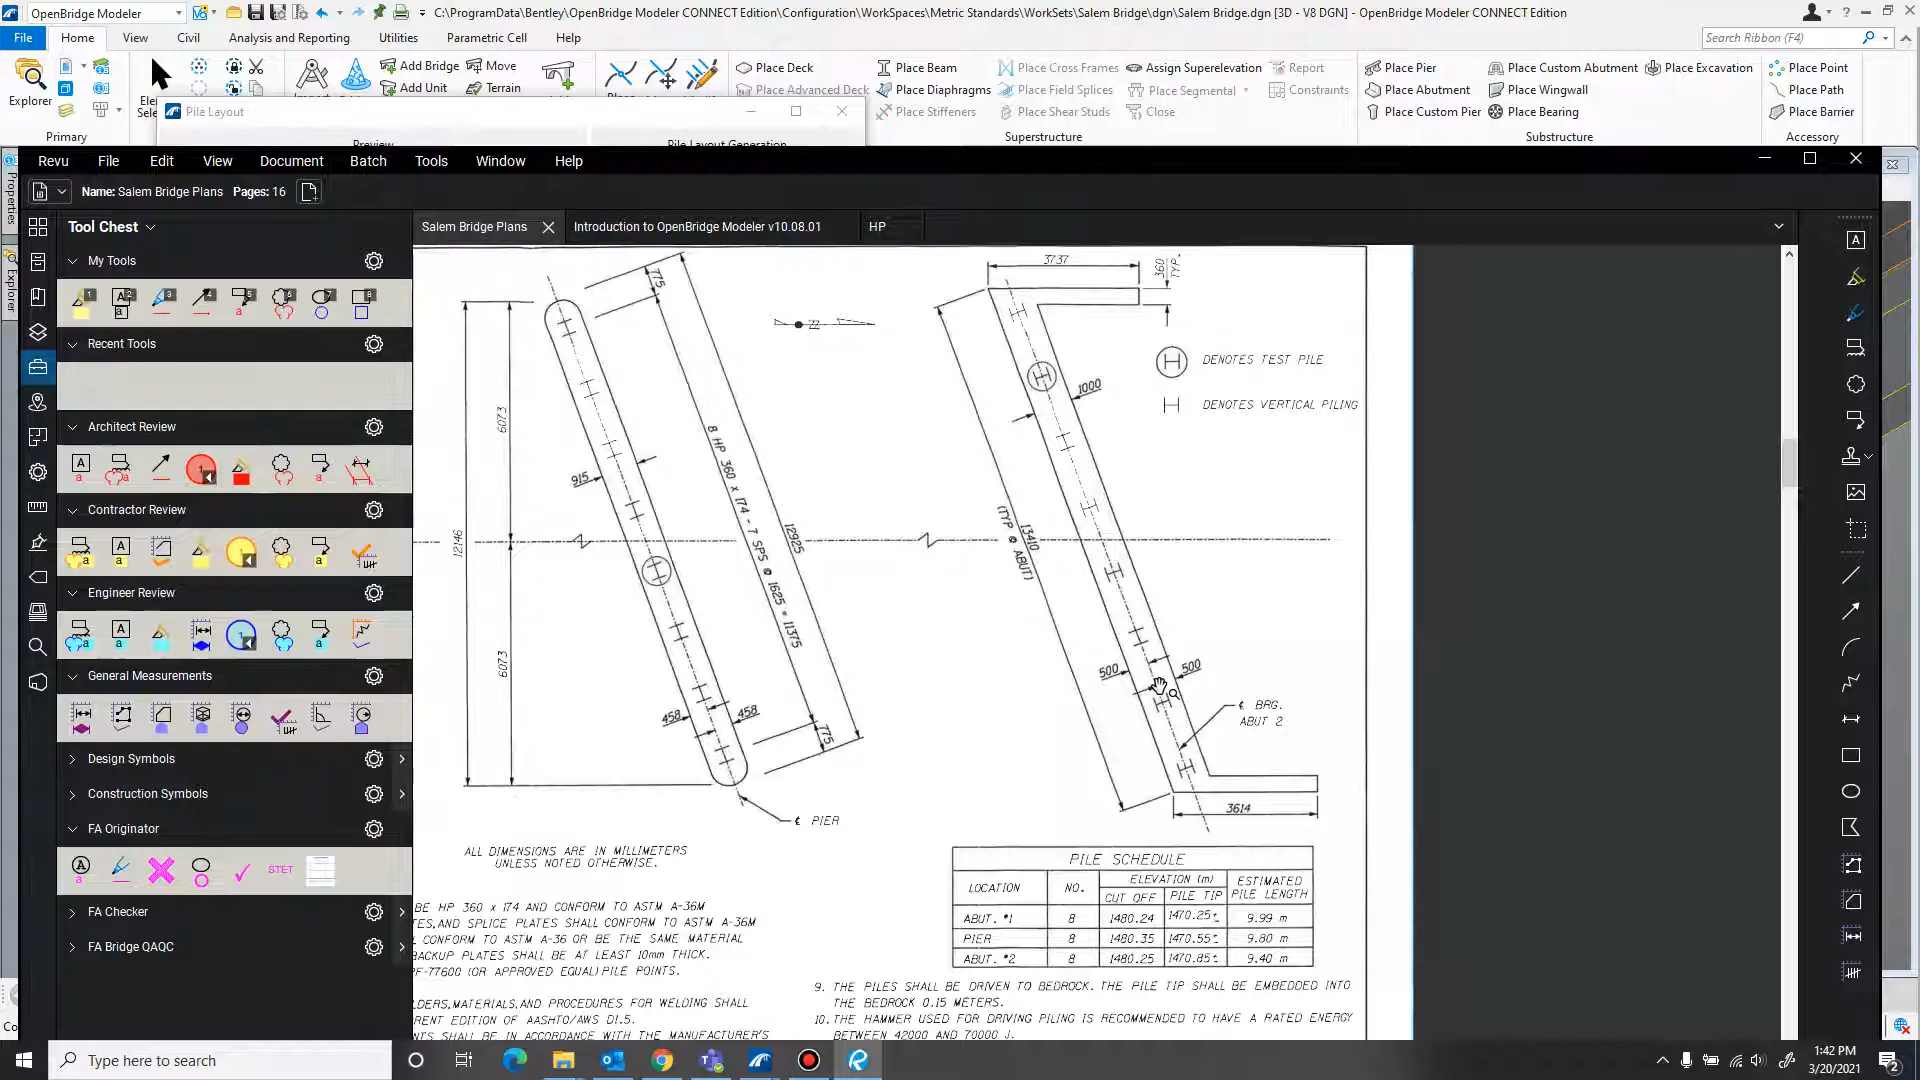 OpenBridge Modeler
C:\ProgramData\Bentley\OpenBridge Modeler CONNECT Edition\Configuration\WorkSpaces\Metric Standards\WorkSets\Salem Bridge\dgn\Salem Bridge.dgn [3D - V8 DGN] - OpenBridge Modeler CONNECT Edition
File Home View Civil Analysis and Reporting Utilities Parametric Cell Help
Search Ribbon (F4)
Explorer
Primary
Add Bridge
Add Unit
Move
Terrain
Place Deck
Place Advanced Deck
Place Beam
Place Diaphragms
Place Stiffeners
Place Cross Frames
Place Field Splices
Place Shear Studs
Assign Superelevation
Place Segmental
Close
Report
Constraints
Superstructure
Place Pier
Place Abutment
Place Custom Pier
Place Custom Abutment
Place Wingwall
Place Bearing
Place Excavation
Substructure
Place Point
Place Path
Place Barrier
Accessory
Pile Layout
Preview
Pile Layout Generation
Properties
Explorer
Revu File Edit View Document Batch Tools Window Help
Name: Salem Bridge Plans Pages: 16
Tool Chest
Salem Bridge Plans
Introduction to OpenBridge Modeler v10.08.01
HP
My Tools
Recent Tools
Architect Review
Contractor Review
Engineer Review
General Measurements
Design Symbols
Construction Symbols
FA Originator
STET
FA Checker
FA Bridge QAQC
775
3737
360
TYP.
DENOTES TEST PILE
1000
DENOTES VERTICAL PILING
6073
915
8 HP 360 x 174 - 7 SPS @ 1625 = 11375
12925
12146
13410
(TYP @ ABUT)
6073
458
458
775
500
500
℄ BRG.
ABUT 2
3614
℄ PIER
ALL DIMENSIONS ARE IN MILLIMETERS
UNLESS NOTED OTHERWISE.
PILE SCHEDULE
LOCATION NO. ELEVATION (m) ESTIMATED
PILE LENGTH
CUT OFF PILE TIP
ABUT. #1 8 1480.24 1470.25± 9.99 m
PIER 8 1480.35 1470.55± 9.80 m
ABUT. #2 8 1480.25 1470.85± 9.40 m
BE HP 360 x 174 AND CONFORM TO ASTM A-36M
TES,AND SPLICE PLATES SHALL CONFORM TO ASTM A-36M
L CONFORM TO ASTM A-36 OR BE THE SAME MATERIAL
BACKUP PLATES SHALL BE AT LEAST 10mm THICK.
PF-77600 (OR APPROVED EQUAL) PILE POINTS.
LDERS,MATERIALS,AND PROCEDURES FOR WELDING SHALL
RENT EDITION OF AASHTO/AWS D1.5.
NTS SHALL BE IN ACCORDANCE WITH THE MANUFACTURER'S
9. THE PILES SHALL BE DRIVEN TO BEDROCK. THE PILE TIP SHALL BE EMBEDDED INTO
THE BEDROCK 0.15 METERS.
10. THE HAMMER USED FOR DRIVING PILING IS RECOMMENDED TO HAVE A RATED ENERGY
BETWEEN 42000 AND 70000 J.
Type here to search
1:42 PM
3/20/2021
2